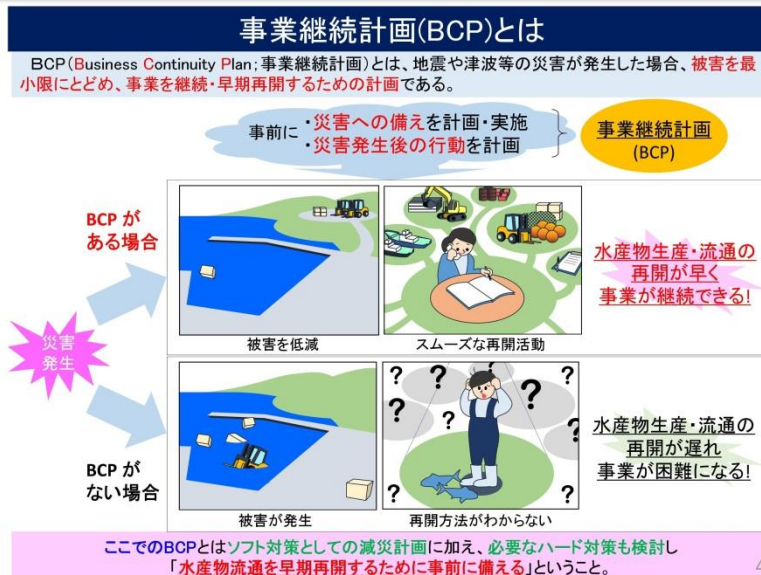 事業継続計画(BCP)とは
BCP(Business Continuity Plan;事業継続計画)とは、地震や津波等の災害が発生した場合、被害を最
小限にとどめ、事業を継続・早期再開するための計画である。
事前に
・災害への備えを計画・実施
・災害発生後の行動を計画
事業継続計画
(BCP)
災害
発生
BCP が
ある場合
被害を低減
スムーズな再開活動
水産物生産・流通の
再開が早く
事業が継続できる!
BCP が
ない場合
被害が発生
? ? ? ? ? ? ? ?
再開方法がわからない
水産物生産・流通の
再開が遅れ
事業が困難になる!
ここでのBCPとはソフト対策としての減災計画に加え、必要なハード対策も検討し
「水産物流通を早期再開するために事前に備える」ということ。
4